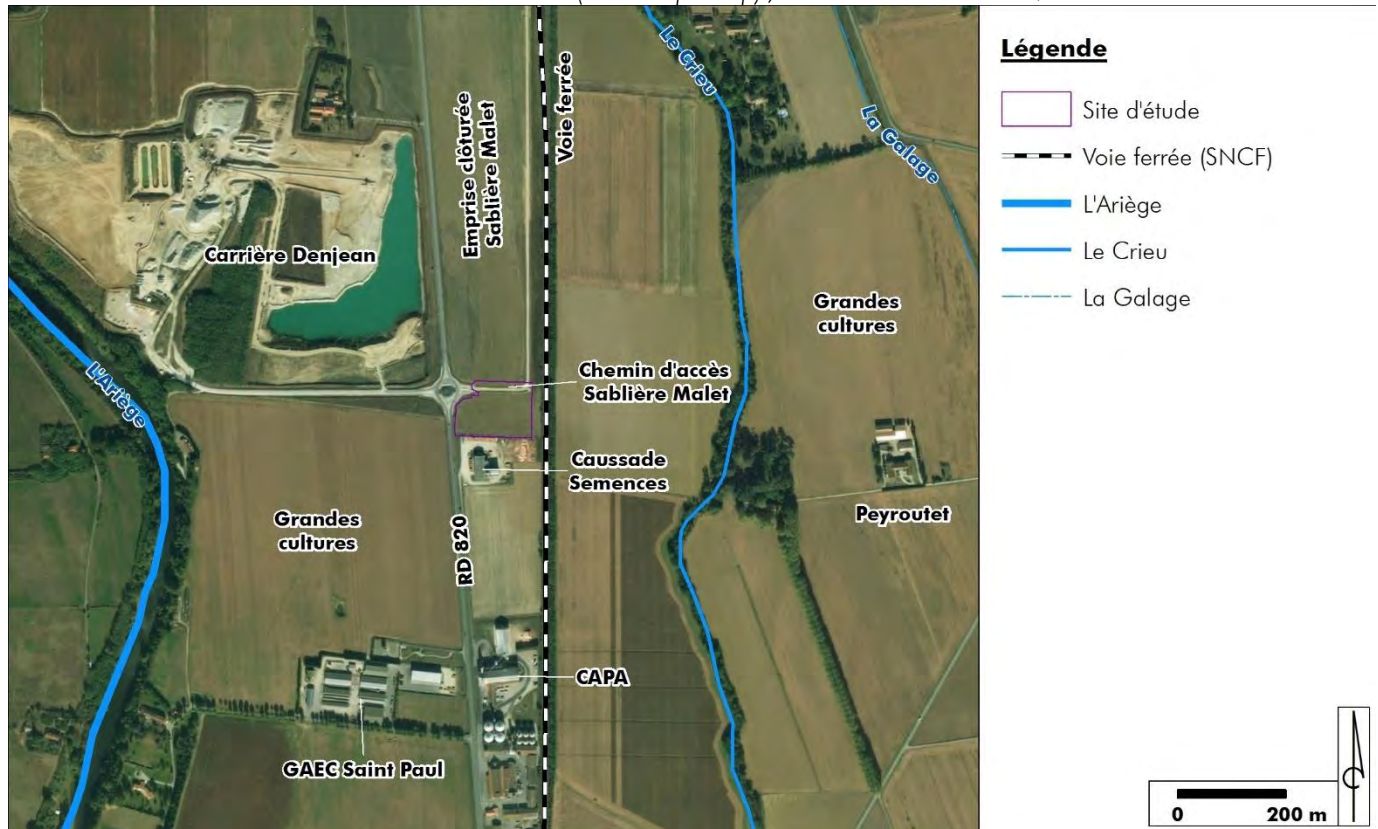 Le Crieu
La Galage
Voie ferrée
Emprise clôturée
Sablière Malet
Carrière Denjean
Grandes
cultures
L'Ariège
Chemin d'accès
Sablière Malet
Caussade
Semences
Grandes
cultures
Peyroutet
RD 820
CAPA
GAEC Saint Paul
Légende
Site d'étude
Voie ferrée (SNCF)
L'Ariège
Le Crieu
La Galage
0 200 m